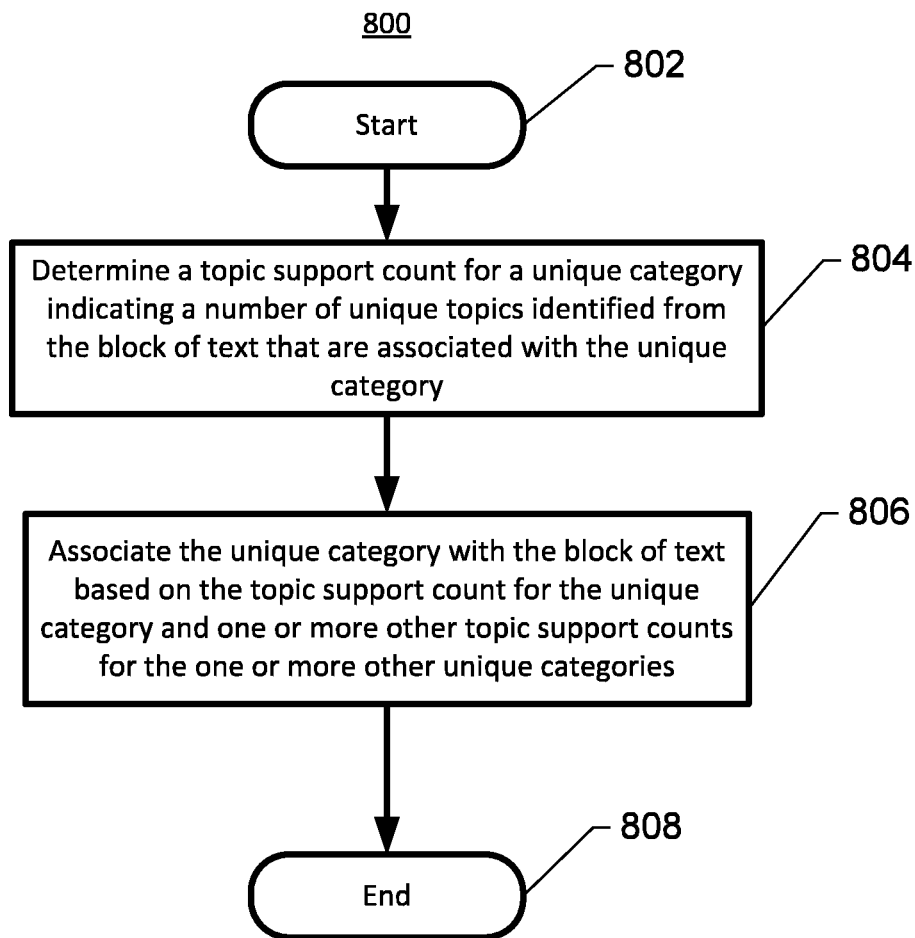 800
802
Start
Determine a topic support count for a unique category
804
indicating a number of unique topics identified from
the block of text that are associated with the unique
category
806
Associate the unique category with the block of text
based on the topic support count for the unique
category and one or more other topic support counts
for the one or more other unique categories
808
End